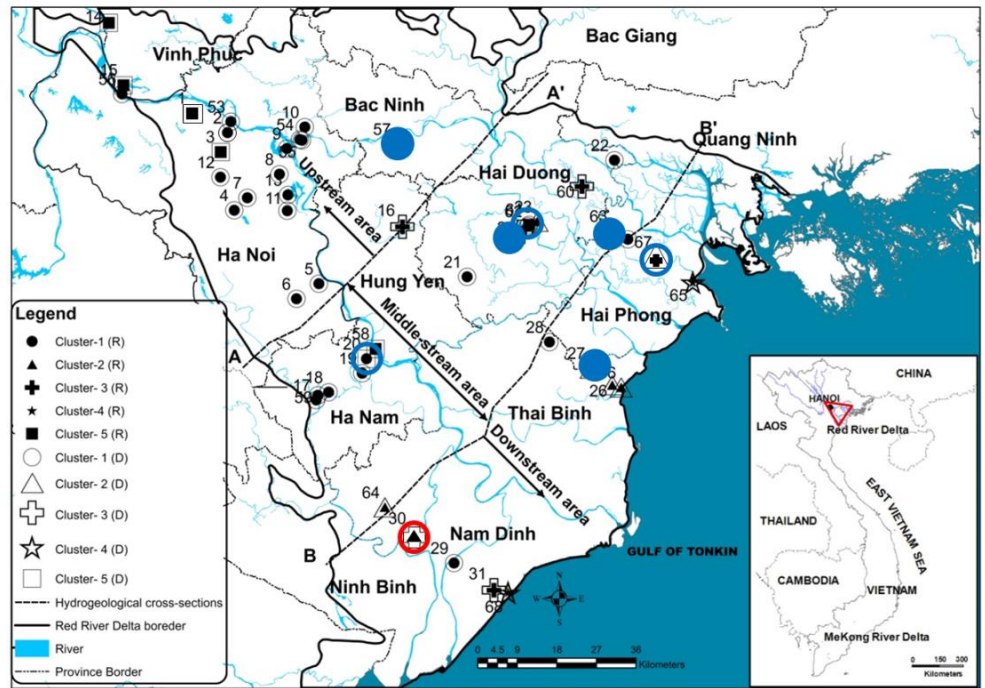 14
Vinh Phuc
Bac Giang
15
A'
53
2
10
Bac Ninh
57
B'
3
54
9
Quang Ninh
12
8
22
13
Hai Duong
7
4
11
Upstream area
60
16
63
67
Ha Noi
21
65
5
Hung Yen
6
Hai Phong
Middle-stream area
28
58
20
27
A
19
26
18
17
Ha Nam
Thai Binh
Downstream area
64
30
Nam Dinh
B
29
GULF OF TONKIN
31
Ninh Binh
68
N
W
E
S
0 4.5 9 18 27 36
Kilometers
Legend
Cluster-1 (R)
Cluster-2 (R)
Cluster- 3 (R)
Cluster-4 (R)
Cluster- 5 (R)
Cluster- 1 (D)
Cluster- 2 (D)
Cluster- 3 (D)
Cluster- 4 (D)
Cluster- 5 (D)
Hydrogeological cross-sections
Red River Delta boreder
River
Province Border
CHINA
HANOI
LAOS
Red River Delta
EAST VIETNAM SEA
THAILAND
CAMBODIA
VIETNAM
MeKong River Delta
0 150 300
Kilometers